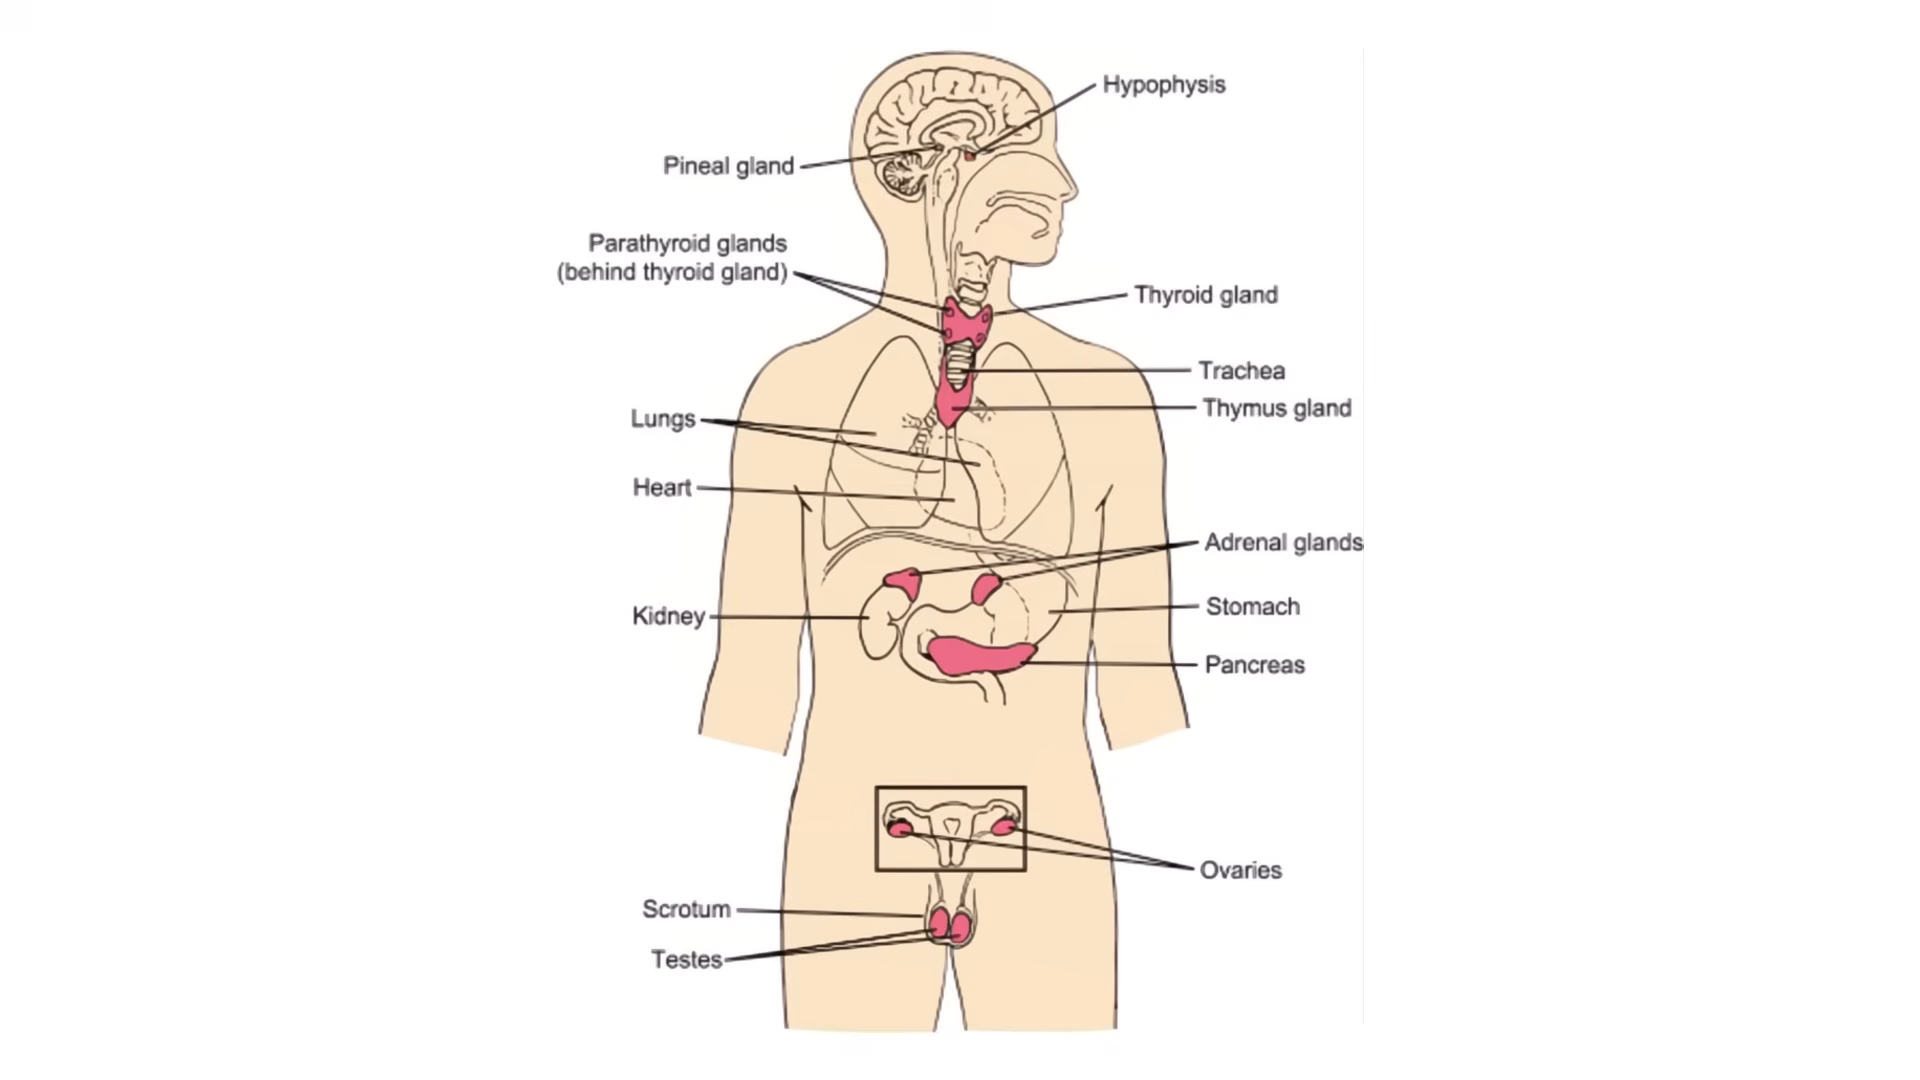 Hypophysis
Pineal gland
Parathyroid glands
(behind thyroid gland)
Thyroid gland
Trachea
Thymus gland
Lungs
Heart
Adrenal glands
Stomach
Kidney
Pancreas
Ovaries
Scrotum
Testes